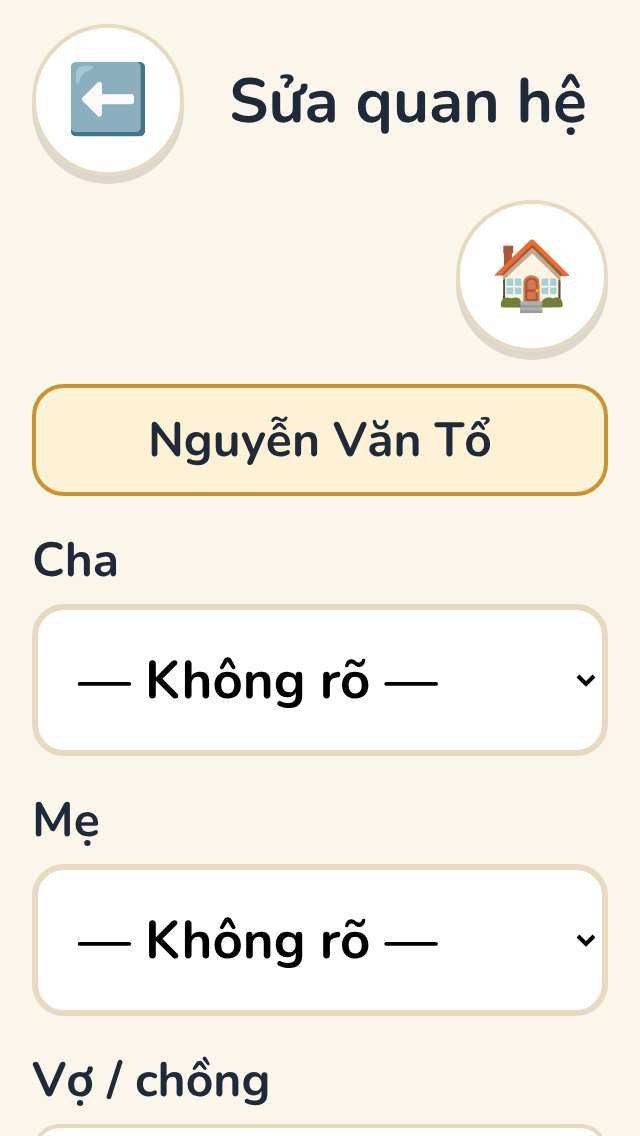 Sửa quan hệ
Nguyễn Văn Tổ
Cha
— Không rõ —
Mẹ
— Không rõ —
Vợ / chồng